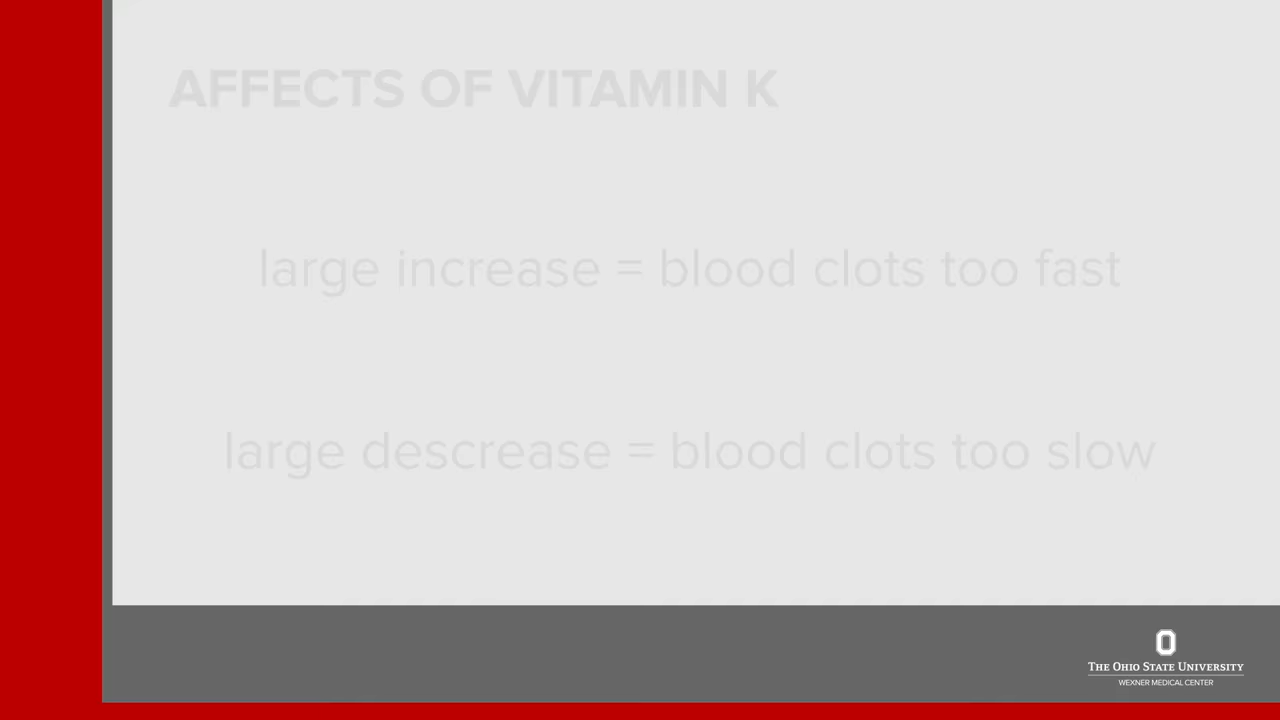 AFFECTS OF VITAMIN K
large increase = blood clots too fast
large descrease = blood clots too slow
THE OHIO STATE UNIVERSITY
WEXNER MEDICAL CENTER